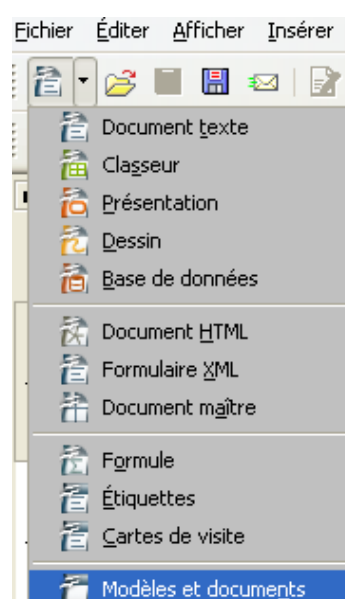 Fichier Éditer Afficher Insérer
Document texte
Classeur
Présentation
Dessin
Base de données
Document HTML
Formulaire XML
Document maître
Formule
Étiquettes
Cartes de visite
Modèles et documents